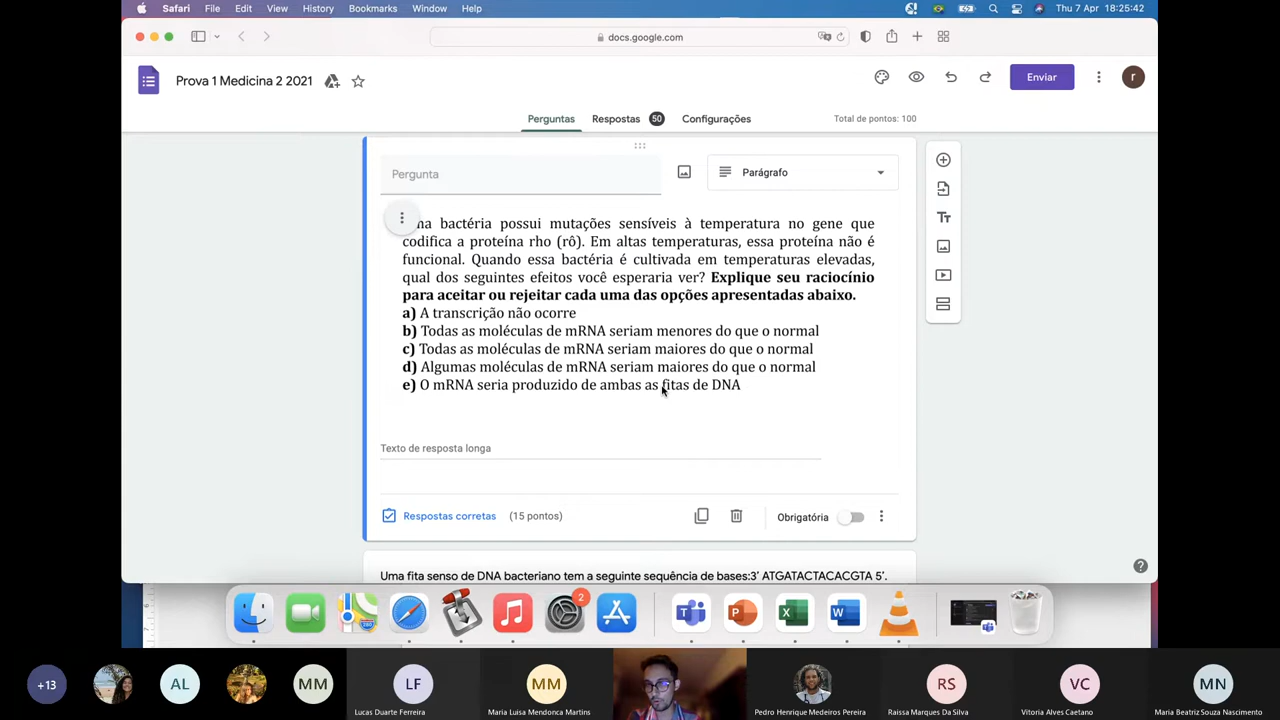 Safari File Edit View History Bookmarks Window Help Thu 7 Apr 18:25:42
docs.google.com
Prova 1 Medicina 2 2021
Enviar
r
Perguntas Respostas 50 Configurações Total de pontos: 100
Pergunta
Parágrafo
bactéria possui mutações sensíveis à temperatura no gene que
codifica a proteína rho (rô). Em altas temperaturas, essa proteína não é
funcional. Quando essa bactéria é cultivada em temperaturas elevadas,
qual dos seguintes efeitos você esperaria ver? Explique seu raciocínio
para aceitar ou rejeitar cada uma das opções apresentadas abaixo.
a) A transcrição não ocorre
b) Todas as moléculas de mRNA seriam menores do que o normal
c) Todas as moléculas de mRNA seriam maiores do que o normal
d) Algumas moléculas de mRNA seriam maiores do que o normal
e) O mRNA seria produzido de ambas as fitas de DNA
Texto de resposta longa
Respostas corretas (15 pontos)
Obrigatória
Uma fita senso de DNA bacteriano tem a seguinte sequência de bases:3’ ATGATACTACACGTA 5’.
2
+13
AL
MM
LF
MM
RS
VC
MN
Lucas Duarte Ferreira
Maria Luisa Mendonca Martins
Pedro Henrique Medeiros Pereira
Raissa Marques Da Silva
Vitoria Alves Caetano
Maria Beatriz Souza Nascimento